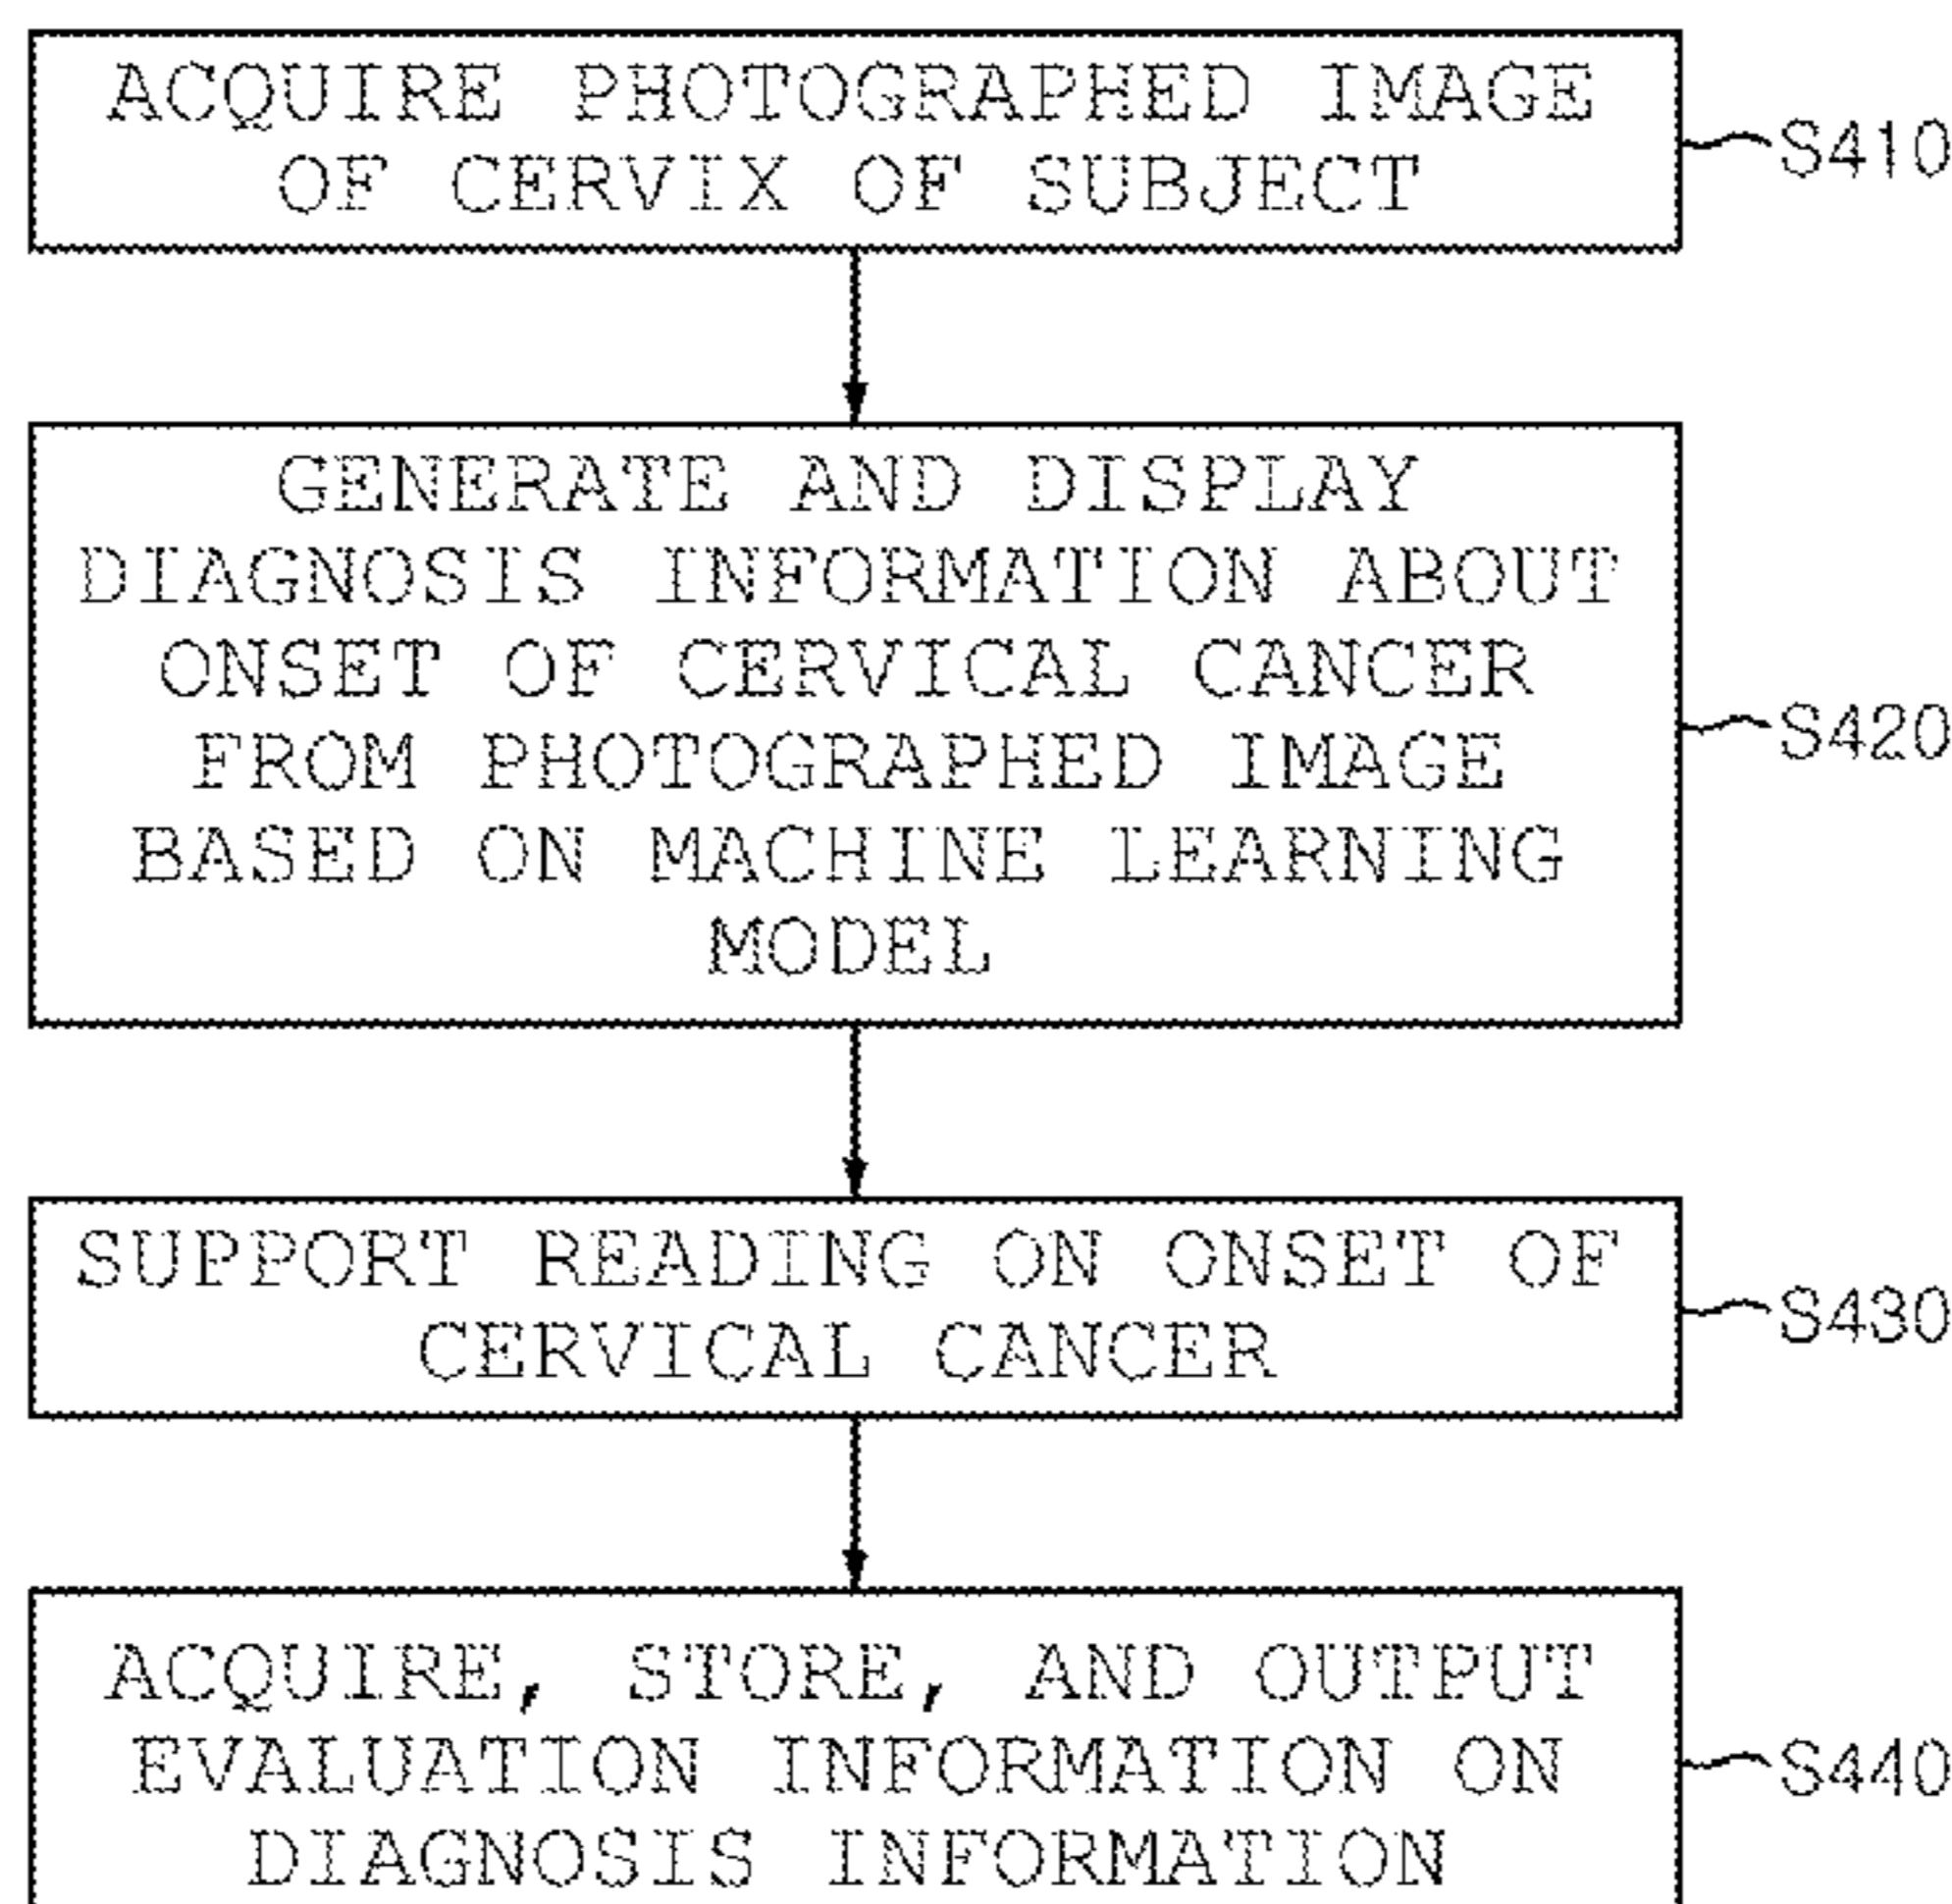 ACQUIRE PHOTOGRAPHED IMAGE
OF CERVIX OF SUBJECT
S410
GENERATE AND DISPLAY
DIAGNOSIS INFORMATION ABOUT
ONSET OF CERVICAL CANCER
FROM PHOTOGRAPHED IMAGE
BASED ON MACHINE LEARNING
MODEL
S420
SUPPORT READING ON ONSET OF
CERVICAL CANCER
S430
ACQUIRE, STORE, AND OUTPUT
EVALUATION INFORMATION ON
DIAGNOSIS INFORMATION
S440